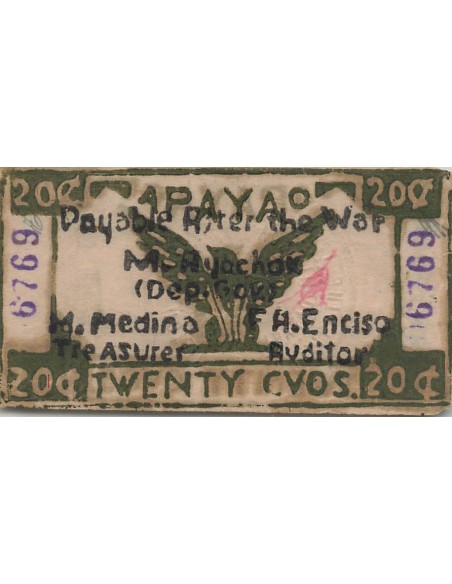 20¢ APAYAO 20¢
Payable After the War
M. Ayochok
(Dep. Gov.)
M. Medina F H. Enciso
Treasurer Auditor
6769 6769
20¢ TWENTY CVOS. 20¢